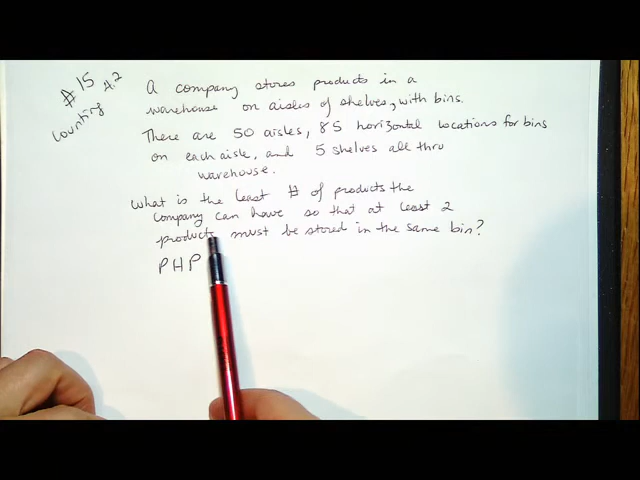 #15 4.2
Counting
A company stores products in a
warehouse on aisles of shelves, with bins.
There are 50 aisles, 85 horizontal locations for bins
on each aisle, and 5 shelves all thru
warehouse.
What is the least # of products the
company can have so that at least 2
products must be stored in the same bin?
PHP